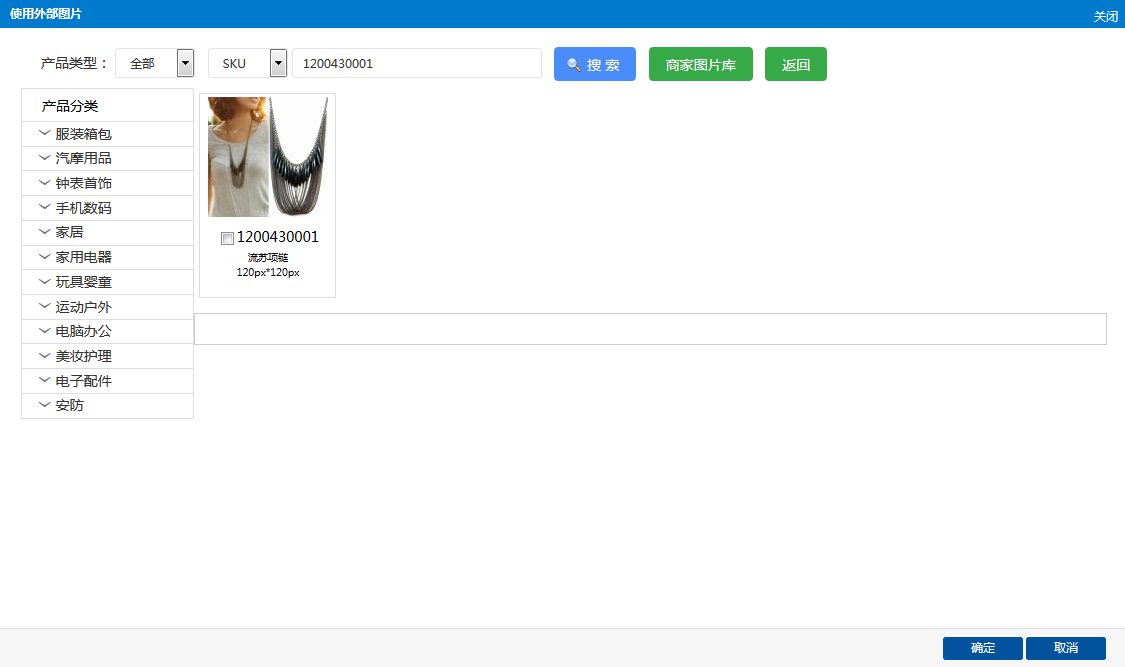 使用外部图片
关闭
产品类型： 全部 SKU 1200430001 搜 索 商家图片库 返回
产品分类
服装箱包
汽摩用品
钟表首饰
手机数码
家居
家用电器
玩具婴童
运动户外
电脑办公
美妆护理
电子配件
安防
1200430001
流苏项链
120px*120px
确定 取消